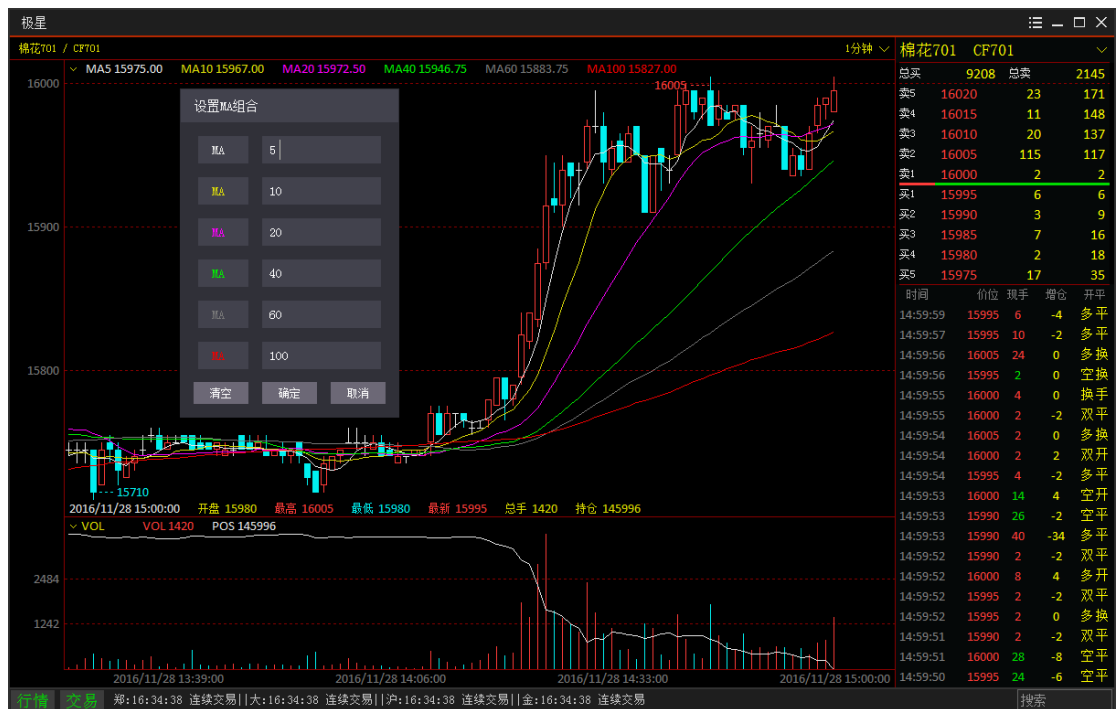 极星
棉花701 / CF701
1分钟
MA5 15975.00 MA10 15967.00 MA20 15972.50 MA40 15946.75 MA60 15883.75 MA100 15827.00
16000
15900
15800
16005
15710
设置MA组合
MA 5
MA 10
MA 20
MA 40
MA 60
MA 100
清空 确定 取消
2016/11/28 15:00:00 开盘 15980 最高 16005 最低 15980 最新 15995 总手 1420 持仓 145996
VOL VOL 1420 POS 145996
2484
1242
2016/11/28 13:39:00 2016/11/28 14:06:00 2016/11/28 14:33:00 2016/11/28 15:00:00
棉花701 CF701
总买 9208 总卖 2145
卖5 16020 23 171
卖4 16015 11 148
卖3 16010 20 137
卖2 16005 115 117
卖1 16000 2 2
买1 15995 6 6
买2 15990 3 9
买3 15985 7 16
买4 15980 2 18
买5 15975 17 35
时间 价位 现手 增仓 开平
14:59:59 15995 6 -4 多平
14:59:57 15995 10 -2 多平
14:59:56 16005 24 0 多换
14:59:56 15995 2 0 空换
14:59:55 16000 4 0 换手
14:59:55 16000 2 -2 双平
14:59:54 16005 2 0 多换
14:59:54 16000 2 2 双开
14:59:54 15995 4 -2 多平
14:59:53 16000 14 4 空开
14:59:53 15990 26 -2 空平
14:59:53 15990 40 -34 多平
14:59:52 15990 2 -2 双平
14:59:52 16000 8 4 多开
14:59:52 15995 2 -2 双平
14:59:52 15995 2 0 多换
14:59:51 15990 2 -2 双平
14:59:51 16000 28 -8 空平
14:59:50 15995 24 -6 空平
行情 交易 郑:16:34:38 连续交易||大:16:34:38 连续交易||沪:16:34:38 连续交易||金:16:34:38 连续交易
搜索